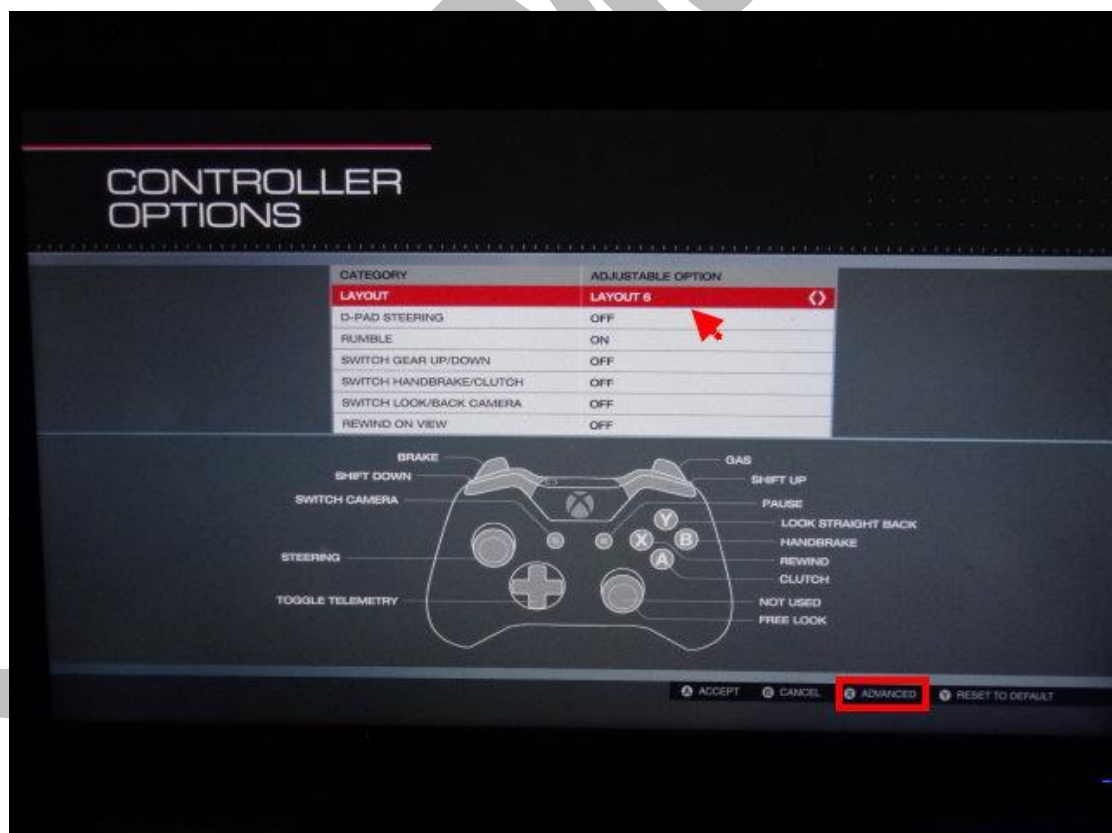 CONTROLLER
OPTIONS
CATEGORY ADJUSTABLE OPTION
LAYOUT LAYOUT 6
D-PAD STEERING OFF
RUMBLE ON
SWITCH GEAR UP/DOWN OFF
SWITCH HANDBRAKE/CLUTCH OFF
SWITCH LOOK/BACK CAMERA OFF
REWIND ON VIEW OFF
BRAKE GAS
SHIFT DOWN SHIFT UP
SWITCH CAMERA PAUSE
Y LOOK STRAIGHT BACK
X B HANDBRAKE
STEERING A REWIND
CLUTCH
TOGGLE TELEMETRY NOT USED
FREE LOOK
A ACCEPT B CANCEL X ADVANCED Y RESET TO DEFAULT